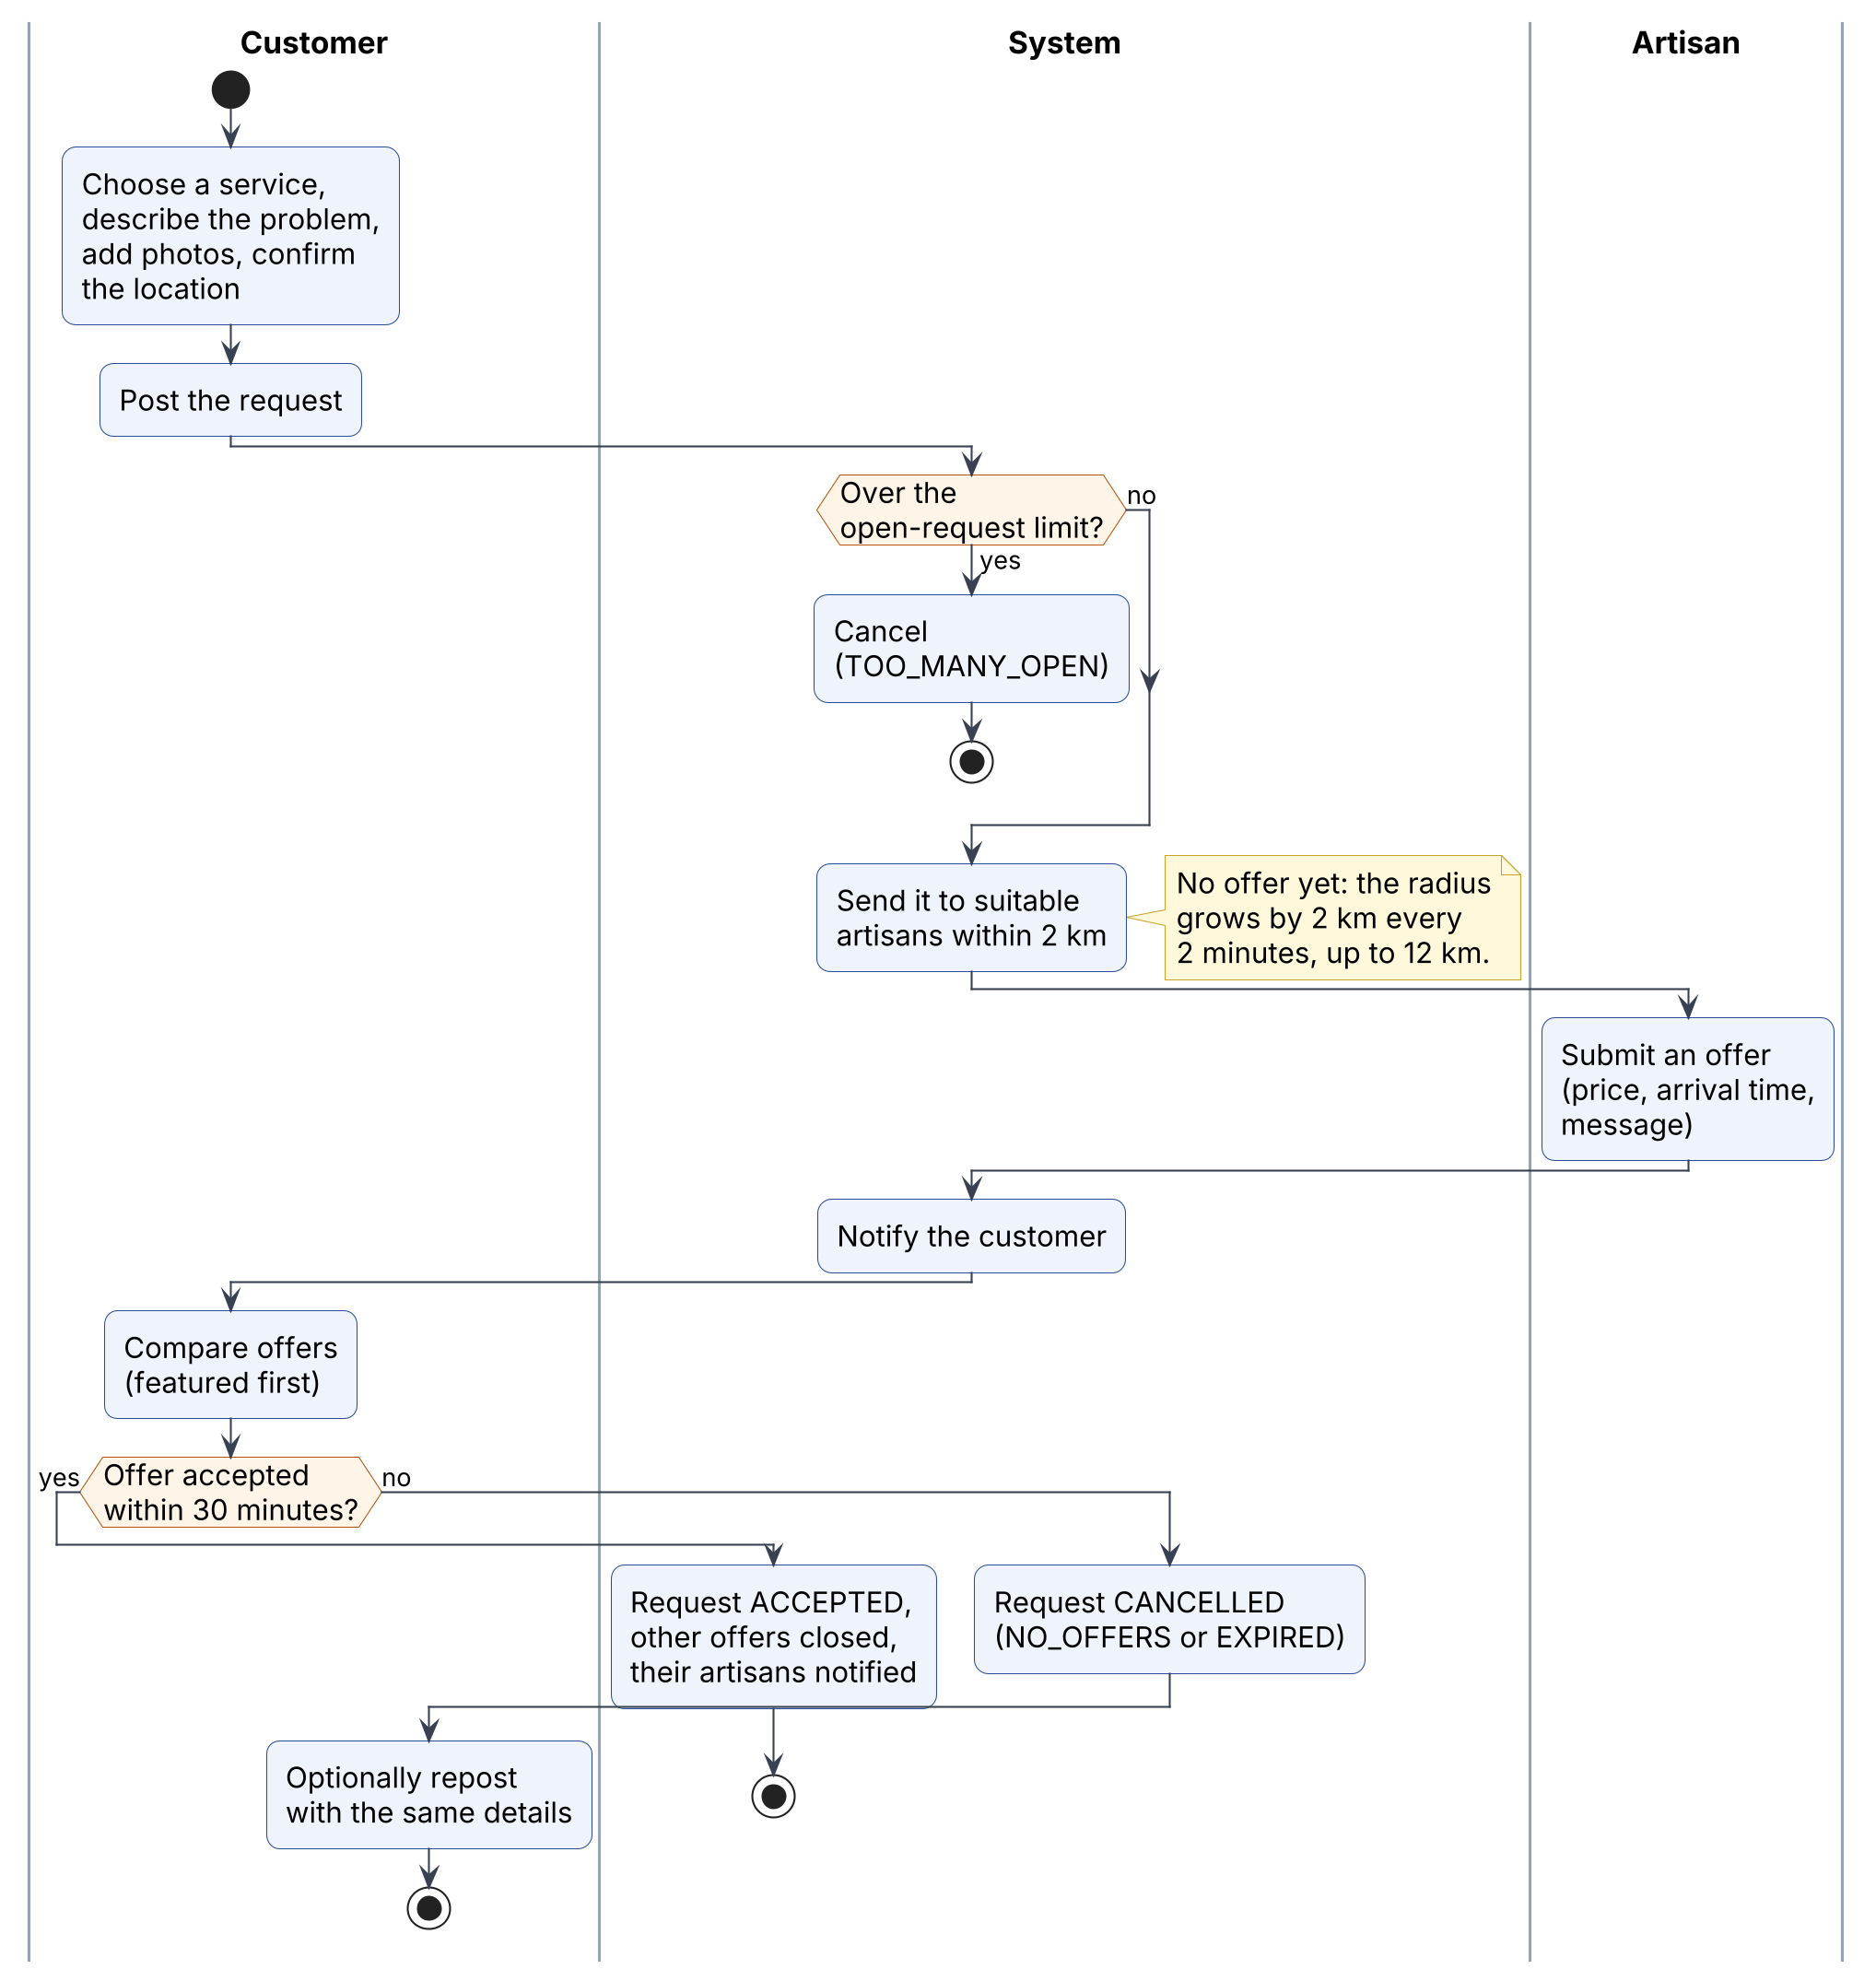 Customer
System
Artisan
Choose a service,
describe the problem,
add photos, confirm
the location
Post the request
Over the
open-request limit?
no
yes
Cancel
(TOO_MANY_OPEN)
Send it to suitable
artisans within 2 km
No offer yet: the radius
grows by 2 km every
2 minutes, up to 12 km.
Submit an offer
(price, arrival time,
message)
Notify the customer
Compare offers
(featured first)
yes
Offer accepted
within 30 minutes?
no
Request ACCEPTED,
other offers closed,
their artisans notified
Request CANCELLED
(NO_OFFERS or EXPIRED)
Optionally repost
with the same details